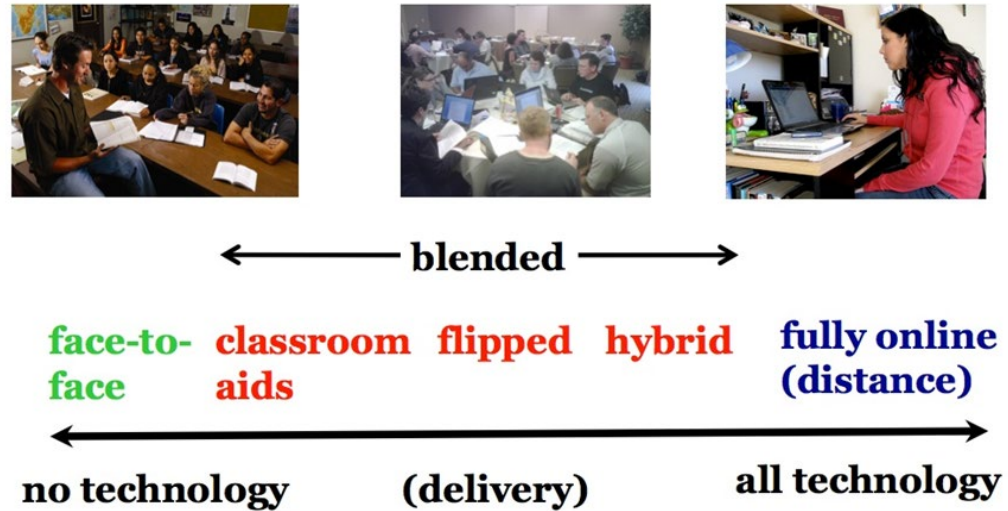 blended
face-to-face
classroom aids
flipped
hybrid
fully online
(distance)
no technology
(delivery)
all technology